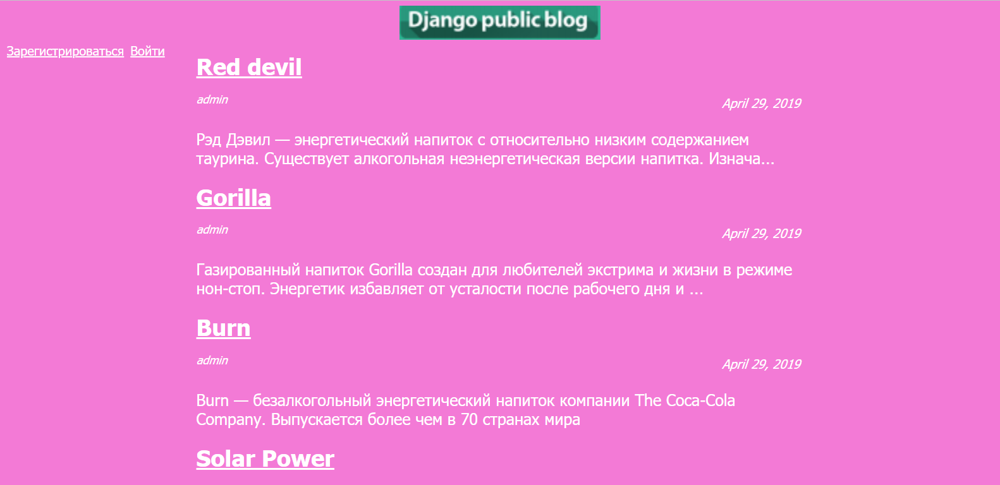 Django public blog
Зарегистрироваться Войти
Red devil
admin
April 29, 2019
Рэд Дэвил — энергетический напиток с относительно низким содержанием
таурина. Существует алкогольная неэнергетическая версии напитка. Изнача...
Gorilla
admin
April 29, 2019
Газированный напиток Gorilla создан для любителей экстрима и жизни в режиме
нон-стоп. Энергетик избавляет от усталости после рабочего дня и ...
Burn
admin
April 29, 2019
Burn — безалкогольный энергетический напиток компании The Coca-Cola
Company. Выпускается более чем в 70 странах мира
Solar Power